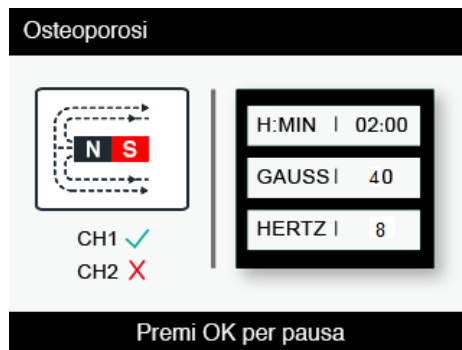 Osteoporosi
N S
CH1
CH2
H:MIN | 02:00
GAUSS | 40
HERTZ | 8
Premi OK per pausa